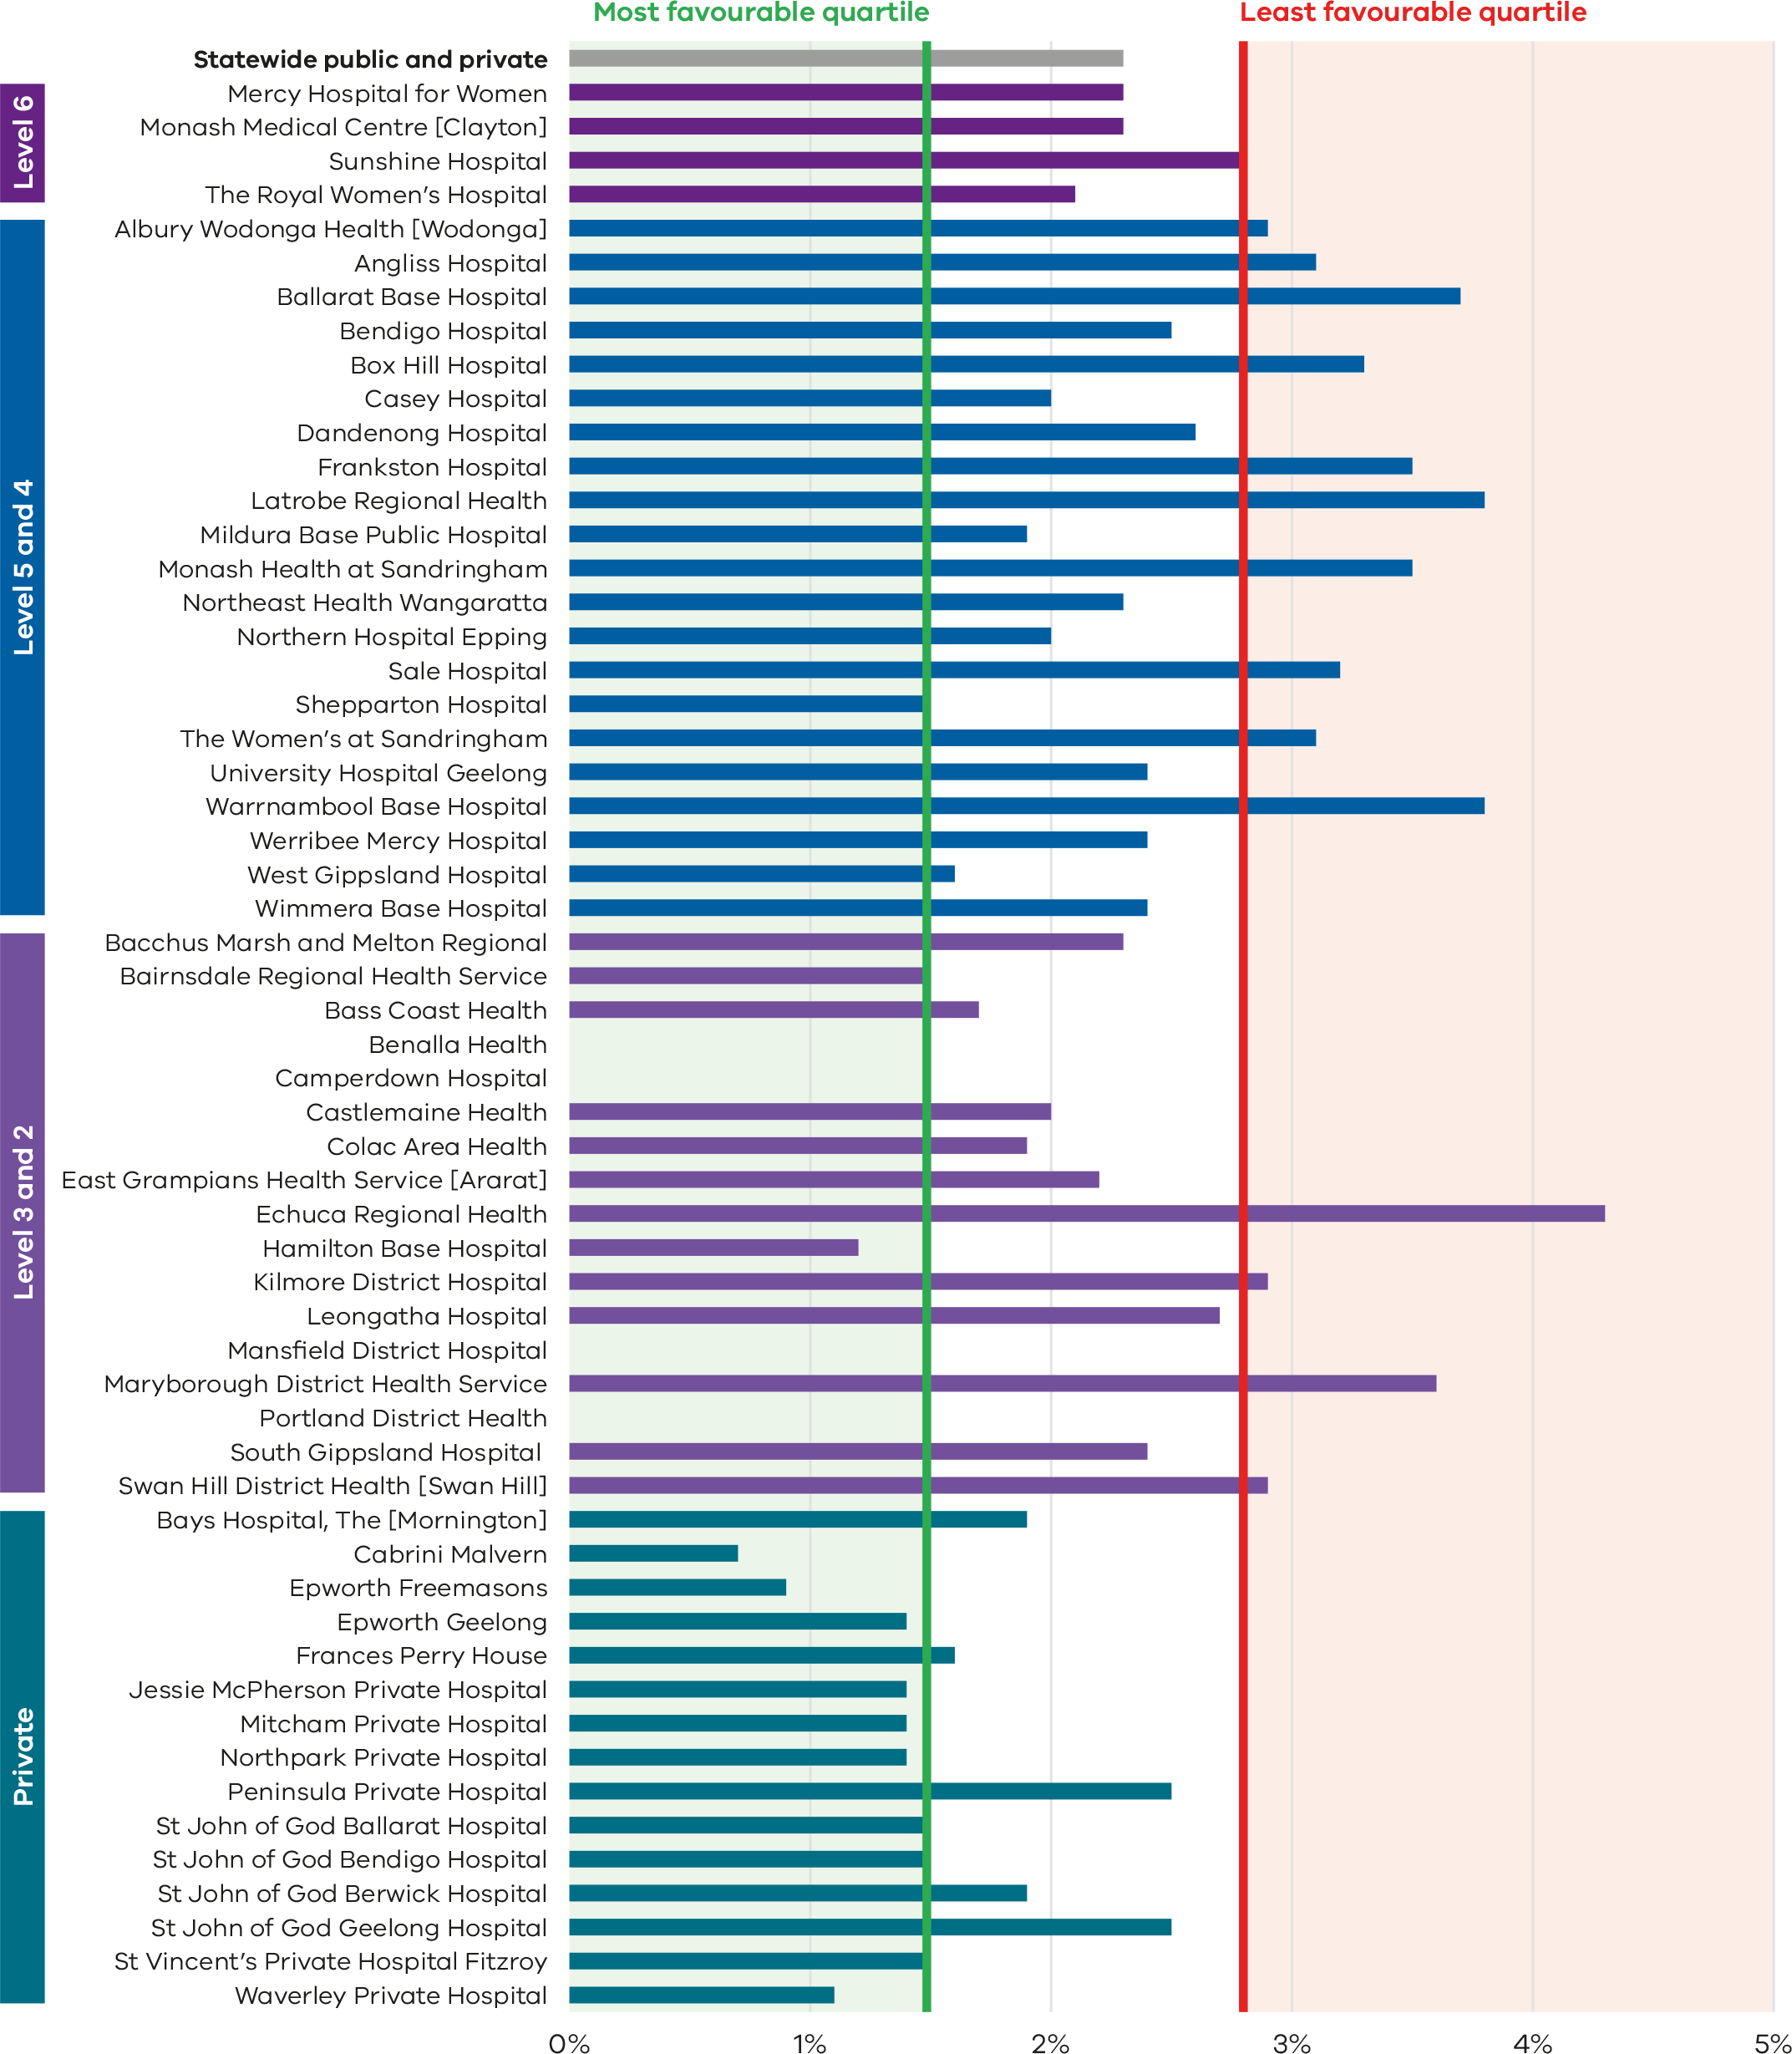 Most favourable quartile
Least favourable quartile
Statewide public and private
Level 6
Mercy Hospital for Women
Monash Medical Centre [Clayton]
Sunshine Hospital
The Royal Women’s Hospital
Level 5 and 4
Albury Wodonga Health [Wodonga]
Angliss Hospital
Ballarat Base Hospital
Bendigo Hospital
Box Hill Hospital
Casey Hospital
Dandenong Hospital
Frankston Hospital
Latrobe Regional Health
Mildura Base Public Hospital
Monash Health at Sandringham
Northeast Health Wangaratta
Northern Hospital Epping
Sale Hospital
Shepparton Hospital
The Women’s at Sandringham
University Hospital Geelong
Warrnambool Base Hospital
Werribee Mercy Hospital
West Gippsland Hospital
Wimmera Base Hospital
Level 3 and 2
Bacchus Marsh and Melton Regional
Bairnsdale Regional Health Service
Bass Coast Health
Benalla Health
Camperdown Hospital
Castlemaine Health
Colac Area Health
East Grampians Health Service [Ararat]
Echuca Regional Health
Hamilton Base Hospital
Kilmore District Hospital
Leongatha Hospital
Mansfield District Hospital
Maryborough District Health Service
Portland District Health
South Gippsland Hospital
Swan Hill District Health [Swan Hill]
Private
Bays Hospital, The [Mornington]
Cabrini Malvern
Epworth Freemasons
Epworth Geelong
Frances Perry House
Jessie McPherson Private Hospital
Mitcham Private Hospital
Northpark Private Hospital
Peninsula Private Hospital
St John of God Ballarat Hospital
St John of God Bendigo Hospital
St John of God Berwick Hospital
St John of God Geelong Hospital
St Vincent’s Private Hospital Fitzroy
Waverley Private Hospital
0% 1% 2% 3% 4% 5%